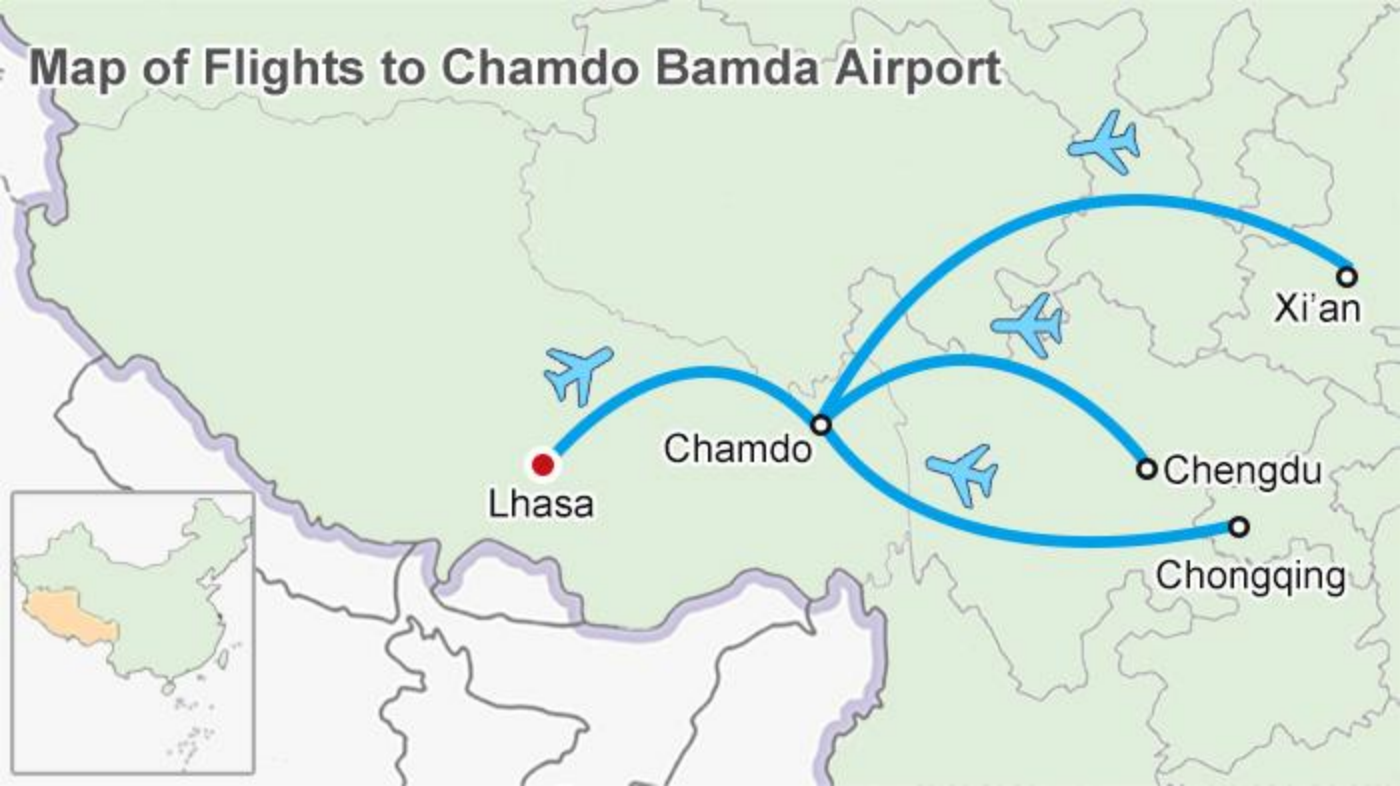 Map of Flights to Chamdo Bamda Airport
Xi'an
Chamdo
Chengdu
Lhasa
Chongqing